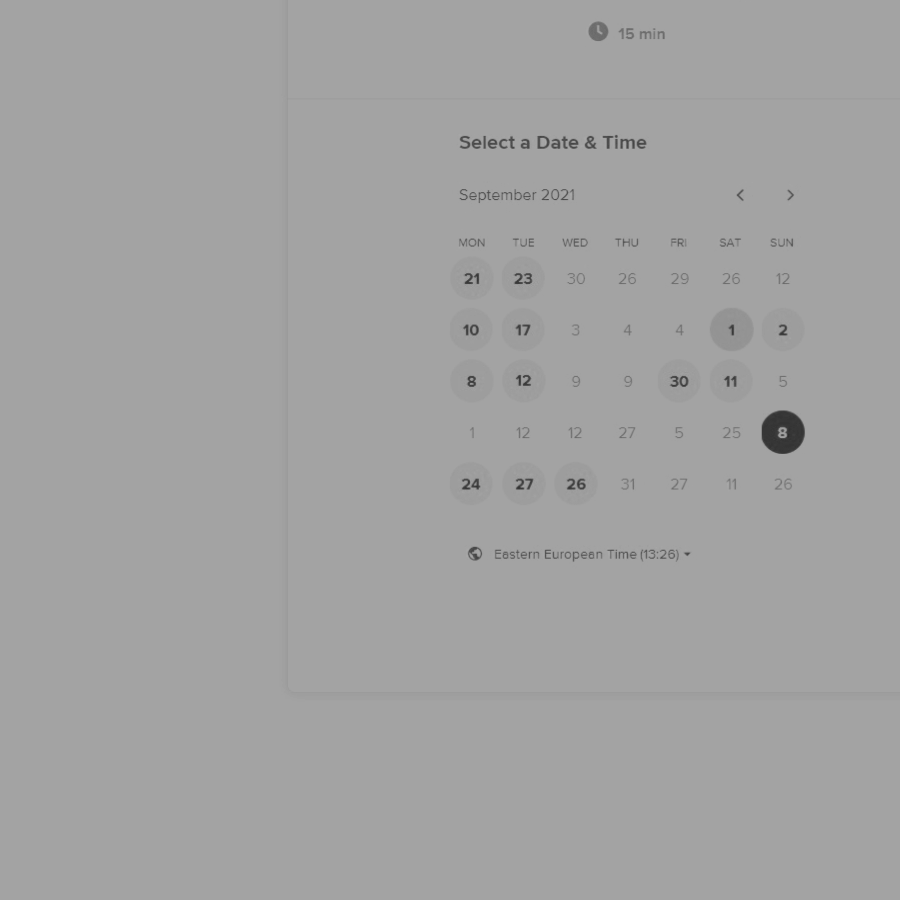 15 min
Select a Date & Time
September 2021
MON TUE WED THU FRI SAT SUN
21 23 30 26 29 26 12
10 17 3 4 4 1 2
8 12 9 9 30 11 5
1 12 12 27 5 25 8
24 27 26 31 27 11 26
Eastern European Time (13:26)